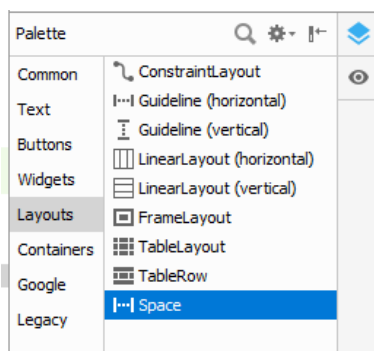 Palette
Common
Text
Buttons
Widgets
Layouts
Containers
Google
Legacy
ConstraintLayout
Guideline (horizontal)
Guideline (vertical)
LinearLayout (horizontal)
LinearLayout (vertical)
FrameLayout
TableLayout
TableRow
Space